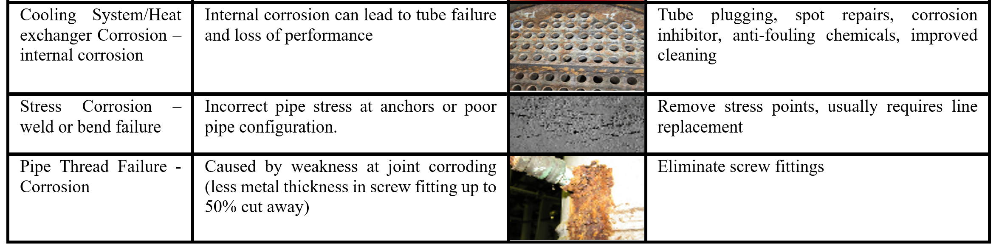 Cooling System/Heat
exchanger Corrosion –
internal corrosion
Internal corrosion can lead to tube failure
and loss of performance
Tube plugging, spot repairs, corrosion
inhibitor, anti-fouling chemicals, improved
cleaning
Stress Corrosion –
weld or bend failure
Incorrect pipe stress at anchors or poor
pipe configuration.
Remove stress points, usually requires line
replacement
Pipe Thread Failure -
Corrosion
Caused by weakness at joint corroding
(less metal thickness in screw fitting up to
50% cut away)
Eliminate screw fittings